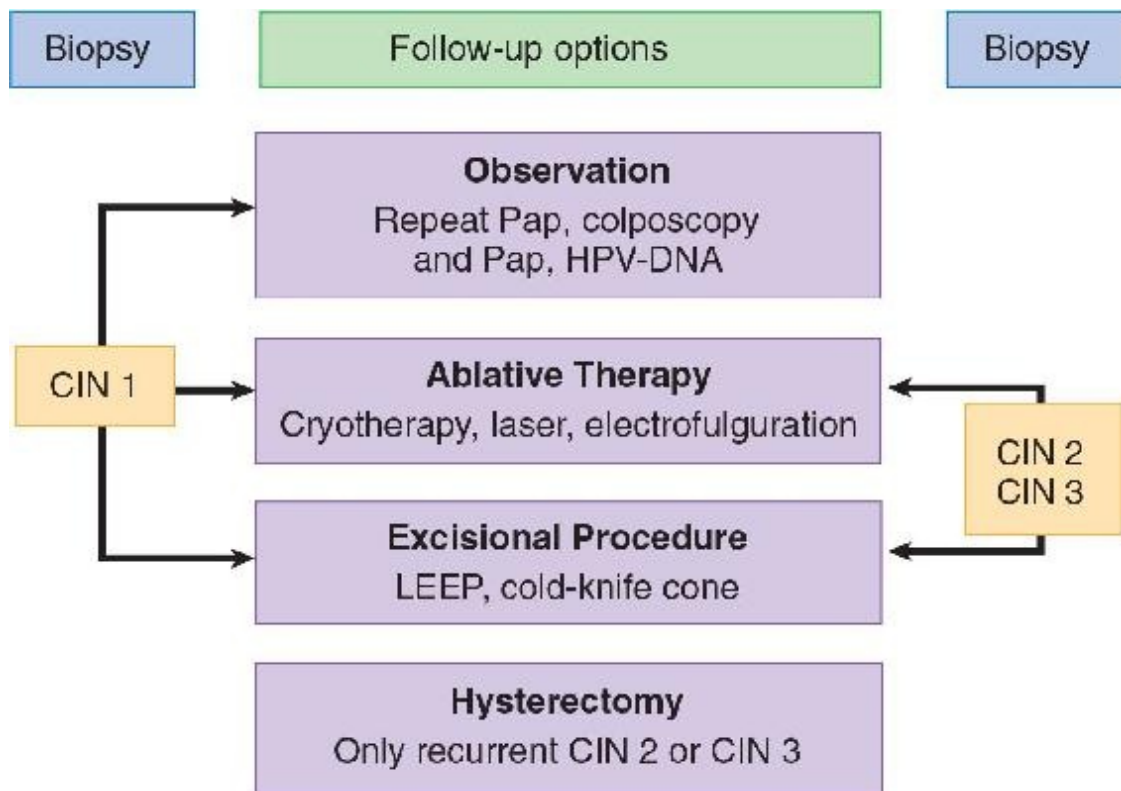 Biopsy
Follow-up options
Biopsy
Observation
Repeat Pap, colposcopy
and Pap, HPV-DNA
CIN 1
Ablative Therapy
Cryotherapy, laser, electrofulguration
CIN 2
CIN 3
Excisional Procedure
LEEP, cold-knife cone
Hysterectomy
Only recurrent CIN 2 or CIN 3